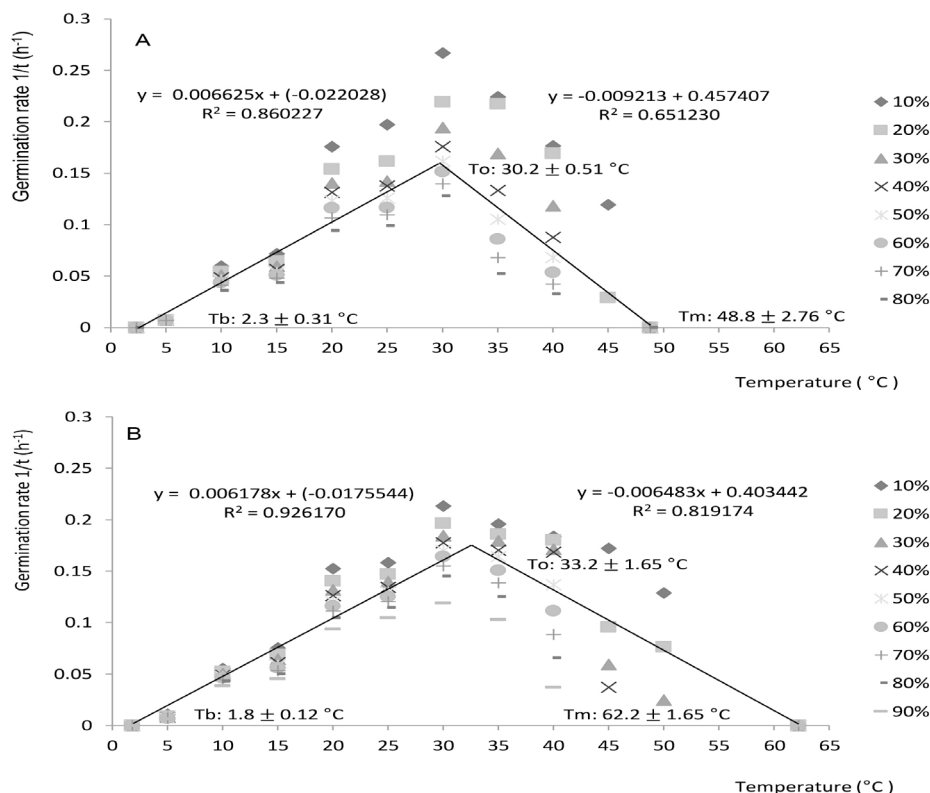 A
Germination rate 1/t (h-1)
0.3
0.25
0.2
0.15
0.1
0.05
0
y = 0.006625x + (-0.022028)
R2 = 0.860227
y = -0.009213 + 0.457407
R2 = 0.651230
To: 30.2 ± 0.51 °C
Tb: 2.3 ± 0.31 °C
Tm: 48.8 ± 2.76 °C
0 5 10 15 20 25 30 35 40 45 50 55 60 65
Temperature ( °C )
10%
20%
30%
40%
50%
60%
70%
80%
B
Germination rate 1/t (h-1)
0.3
0.25
0.2
0.15
0.1
0.05
0
y = 0.006178x + (-0.0175544)
R2 = 0.926170
y = -0.006483x + 0.403442
R2 = 0.819174
To: 33.2 ± 1.65 °C
Tb: 1.8 ± 0.12 °C
Tm: 62.2 ± 1.65 °C
0 5 10 15 20 25 30 35 40 45 50 55 60 65
Temperature ( °C )
10%
20%
30%
40%
50%
60%
70%
80%
90%